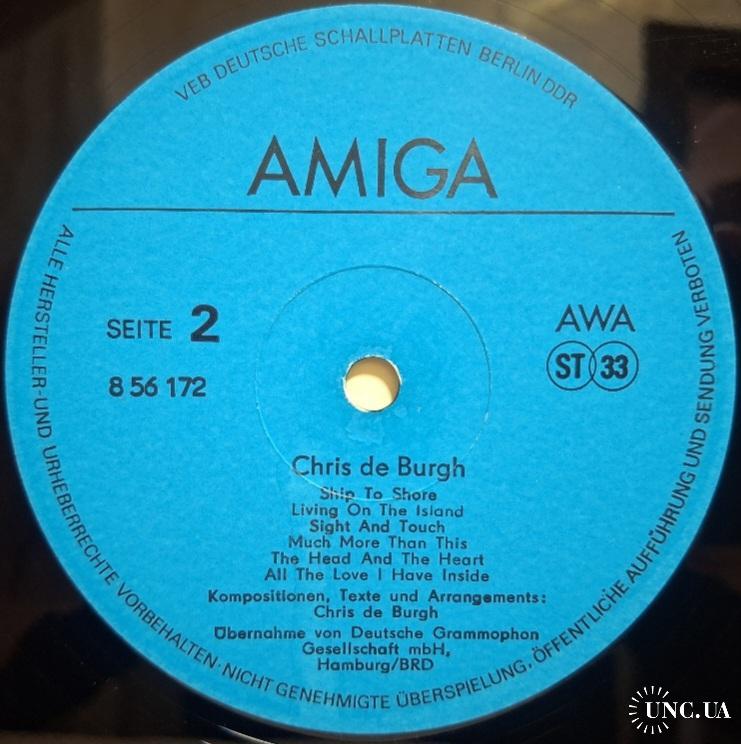 VEB DEUTSCHE SCHALLPLATTEN BERLIN DDR
AMIGA
SEITE 2
8 56 172
AWA
ST 33
Chris de Burgh
Ship To Shore
Living On The Island
Sight And Touch
Much More Than This
The Head And The Heart
All The Love I Have Inside
Kompositionen, Texte und Arrangements:
Chris de Burgh
Übernahme von Deutsche Grammophon
Gesellschaft mbH,
Hamburg/BRD
ALLE HERSTELLER-UND URHEBERRECHTE VORBEHALTEN·NICHT GENEHMIGTE ÜBERSPIELUNG, ÖFFENTLICHE AUFFÜHRUNG UND SENDUNG VERBOTEN
UNC.UA